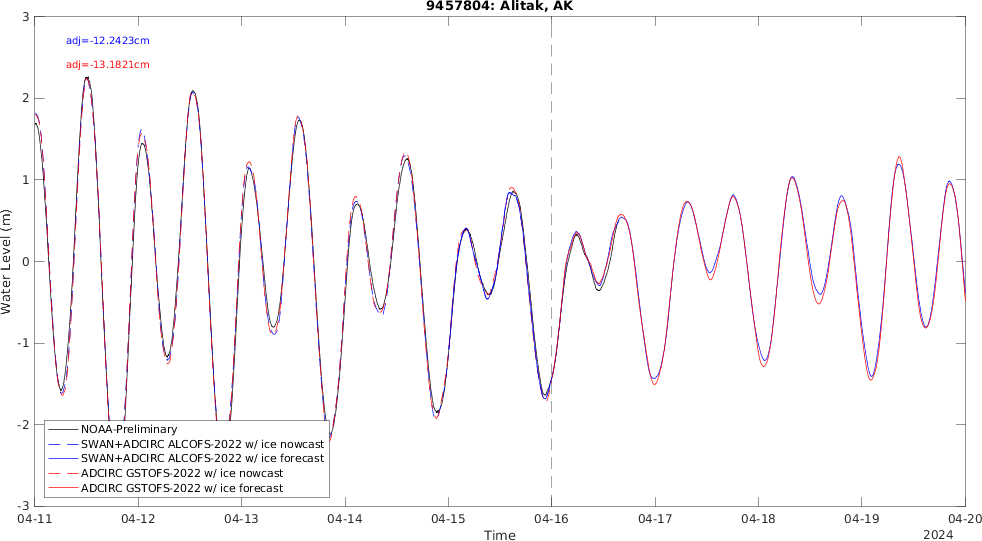 9457804: Alitak, AK
3
adj=-12.2423cm
adj=-13.1821cm
2
1
0
-1
-2
-3
Water Level (m)
NOAA-Preliminary
SWAN+ADCIRC ALCOFS-2022 w/ ice nowcast
SWAN+ADCIRC ALCOFS-2022 w/ ice forecast
ADCIRC GSTOFS-2022 w/ ice nowcast
ADCIRC GSTOFS-2022 w/ ice forecast
04-11 04-12 04-13 04-14 04-15 04-16 04-17 04-18 04-19 04-20
Time
2024